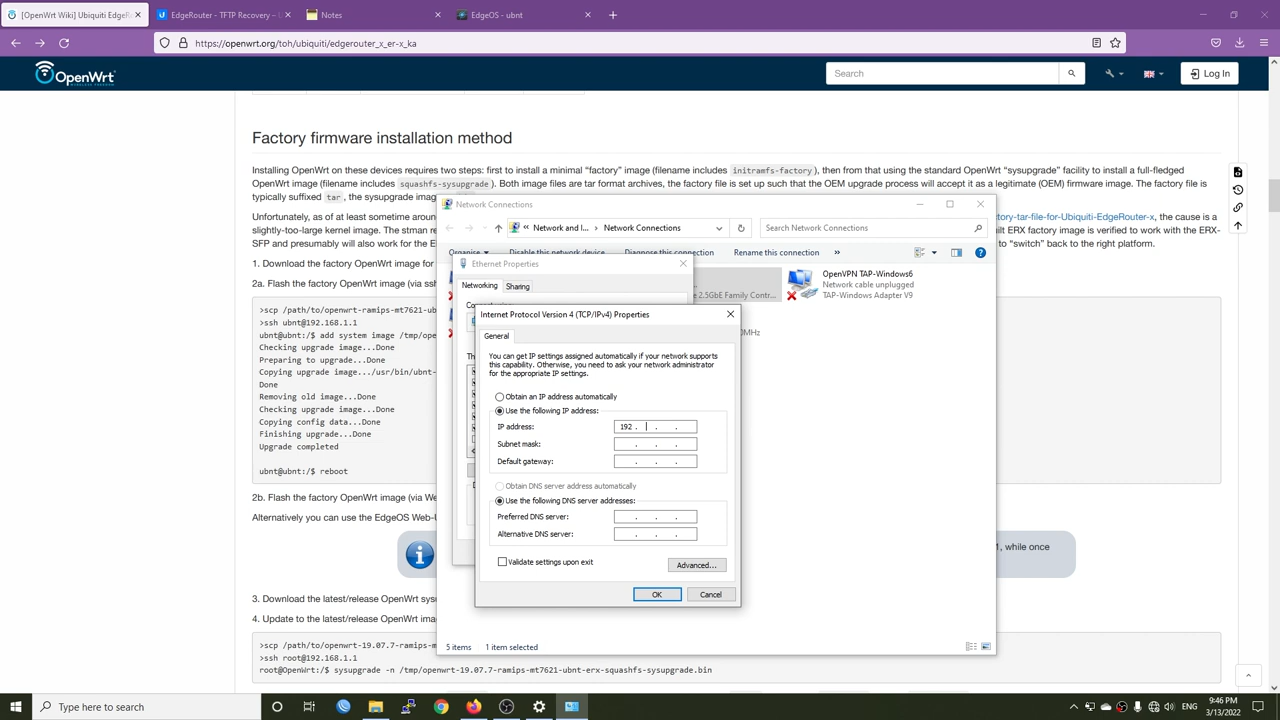 [OpenWrt Wiki] Ubiquiti EdgeR
EdgeRouter - TFTP Recovery –
Notes
EdgeOS - ubnt
https://openwrt.org/toh/ubiquiti/edgerouter_x_er-x_ka
OpenWrt
WIRELESS FREEDOM
Search
Log In
Factory firmware installation method
Installing OpenWrt on these devices requires two steps: first to install a minimal “factory” image (filename includes initramfs-factory ), then from that using the standard OpenWrt “sysupgrade” facility to install a full-fledged
OpenWrt image (filename includes squashfs-sysupgrade ). Both image files are tar format archives, the factory file is set up such that the OEM upgrade process will accept it as a legitimate (OEM) firmware image. The factory file is
typically suffixed tar , the sysupgrade imag
Unfortunately, as of at least sometime aroun
ctory-tar-file-for-Ubiquiti-EdgeRouter-x, the cause is a
slightly-too-large kernel image. The stman re
ilt ERX factory image is verified to work with the ERX-
SFP and presumably will also work for the E
to “switch” back to the right platform.
1. Download the factory OpenWrt image for
2a. Flash the factory OpenWrt image (via ssh
>scp /path/to/openwrt-ramips-mt7621-ub
>ssh ubnt@192.168.1.1
ubnt@ubnt:/$ add system image /tmp/ope
Checking upgrade image...Done
Preparing to upgrade...Done
Copying upgrade image.../usr/bin/ubnt-
Done
Removing old image...Done
Checking upgrade image...Done
Copying config data...Done
Finishing upgrade...Done
Upgrade completed
ubnt@ubnt:/$ reboot
2b. Flash the factory OpenWrt image (via We
Alternatively you can use the EdgeOS Web-U
1, while once
3. Download the latest/release OpenWrt sysu
4. Update to the latest/release OpenWrt imag
>scp /path/to/openwrt-19.07.7-ramips-mt
>ssh root@192.168.1.1
root@OpenWrt:/$ sysupgrade -n /tmp/openwrt-19.07.7-ramips-mt7621-ubnt-erx-squashfs-sysupgrade.bin
Network Connections
Network and I... > Network Connections
Search Network Connections
Organise
Disable this network device
Diagnose this connection
Rename this connection
»
e 2.5GbE Family Contr...
OpenVPN TAP-Windows6
Network cable unplugged
TAP-Windows Adapter V9
0MHz
Ethernet Properties
Networking
Sharing
Internet Protocol Version 4 (TCP/IPv4) Properties
General
You can get IP settings assigned automatically if your network supports
this capability. Otherwise, you need to ask your network administrator
for the appropriate IP settings.
Obtain an IP address automatically
Use the following IP address:
IP address:
192 . . .
Subnet mask:
. . .
Default gateway:
. . .
Obtain DNS server address automatically
Use the following DNS server addresses:
Preferred DNS server:
. . .
Alternative DNS server:
. . .
Validate settings upon exit
Advanced...
OK
Cancel
5 items
1 item selected
Type here to search
9:46 PM
3/13/2022